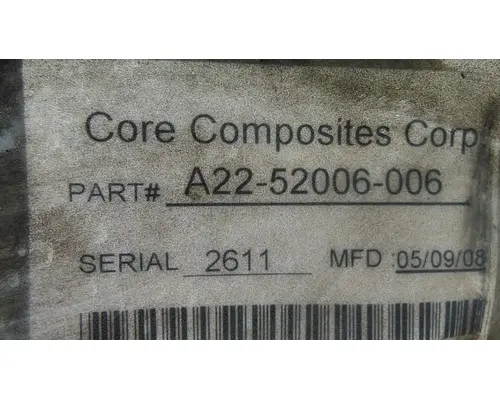 Core Composites Corp
PART# A22-52006-006
SERIAL 2611 MFD 05/09/08